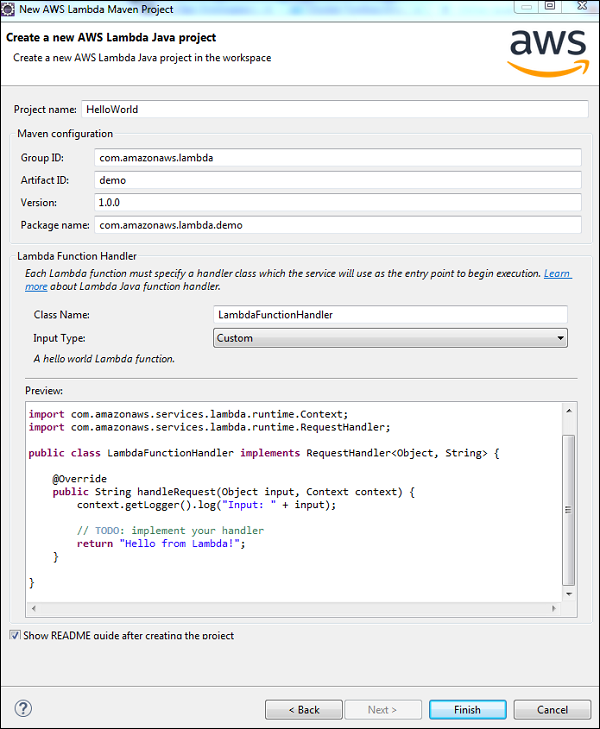 New AWS Lambda Maven Project
Create a new AWS Lambda Java project
Create a new AWS Lambda Java project in the workspace
aws
Project name: HelloWorld
Maven configuration
Group ID: com.amazonaws.lambda
Artifact ID: demo
Version: 1.0.0
Package name: com.amazonaws.lambda.demo
Lambda Function Handler
Each Lambda function must specify a handler class which the service will use as the entry point to begin execution. Learn
more about Lambda Java function handler.
Class Name: LambdaFunctionHandler
Input Type: Custom
A hello world Lambda function.
Preview:
import com.amazonaws.services.lambda.runtime.Context;
import com.amazonaws.services.lambda.runtime.RequestHandler;
public class LambdaFunctionHandler implements RequestHandler<Object, String> {
@Override
public String handleRequest(Object input, Context context) {
context.getLogger().log("Input: " + input);
// TODO: implement your handler
return "Hello from Lambda!";
}
}
Show README guide after creating the project
? < Back Next > Finish Cancel